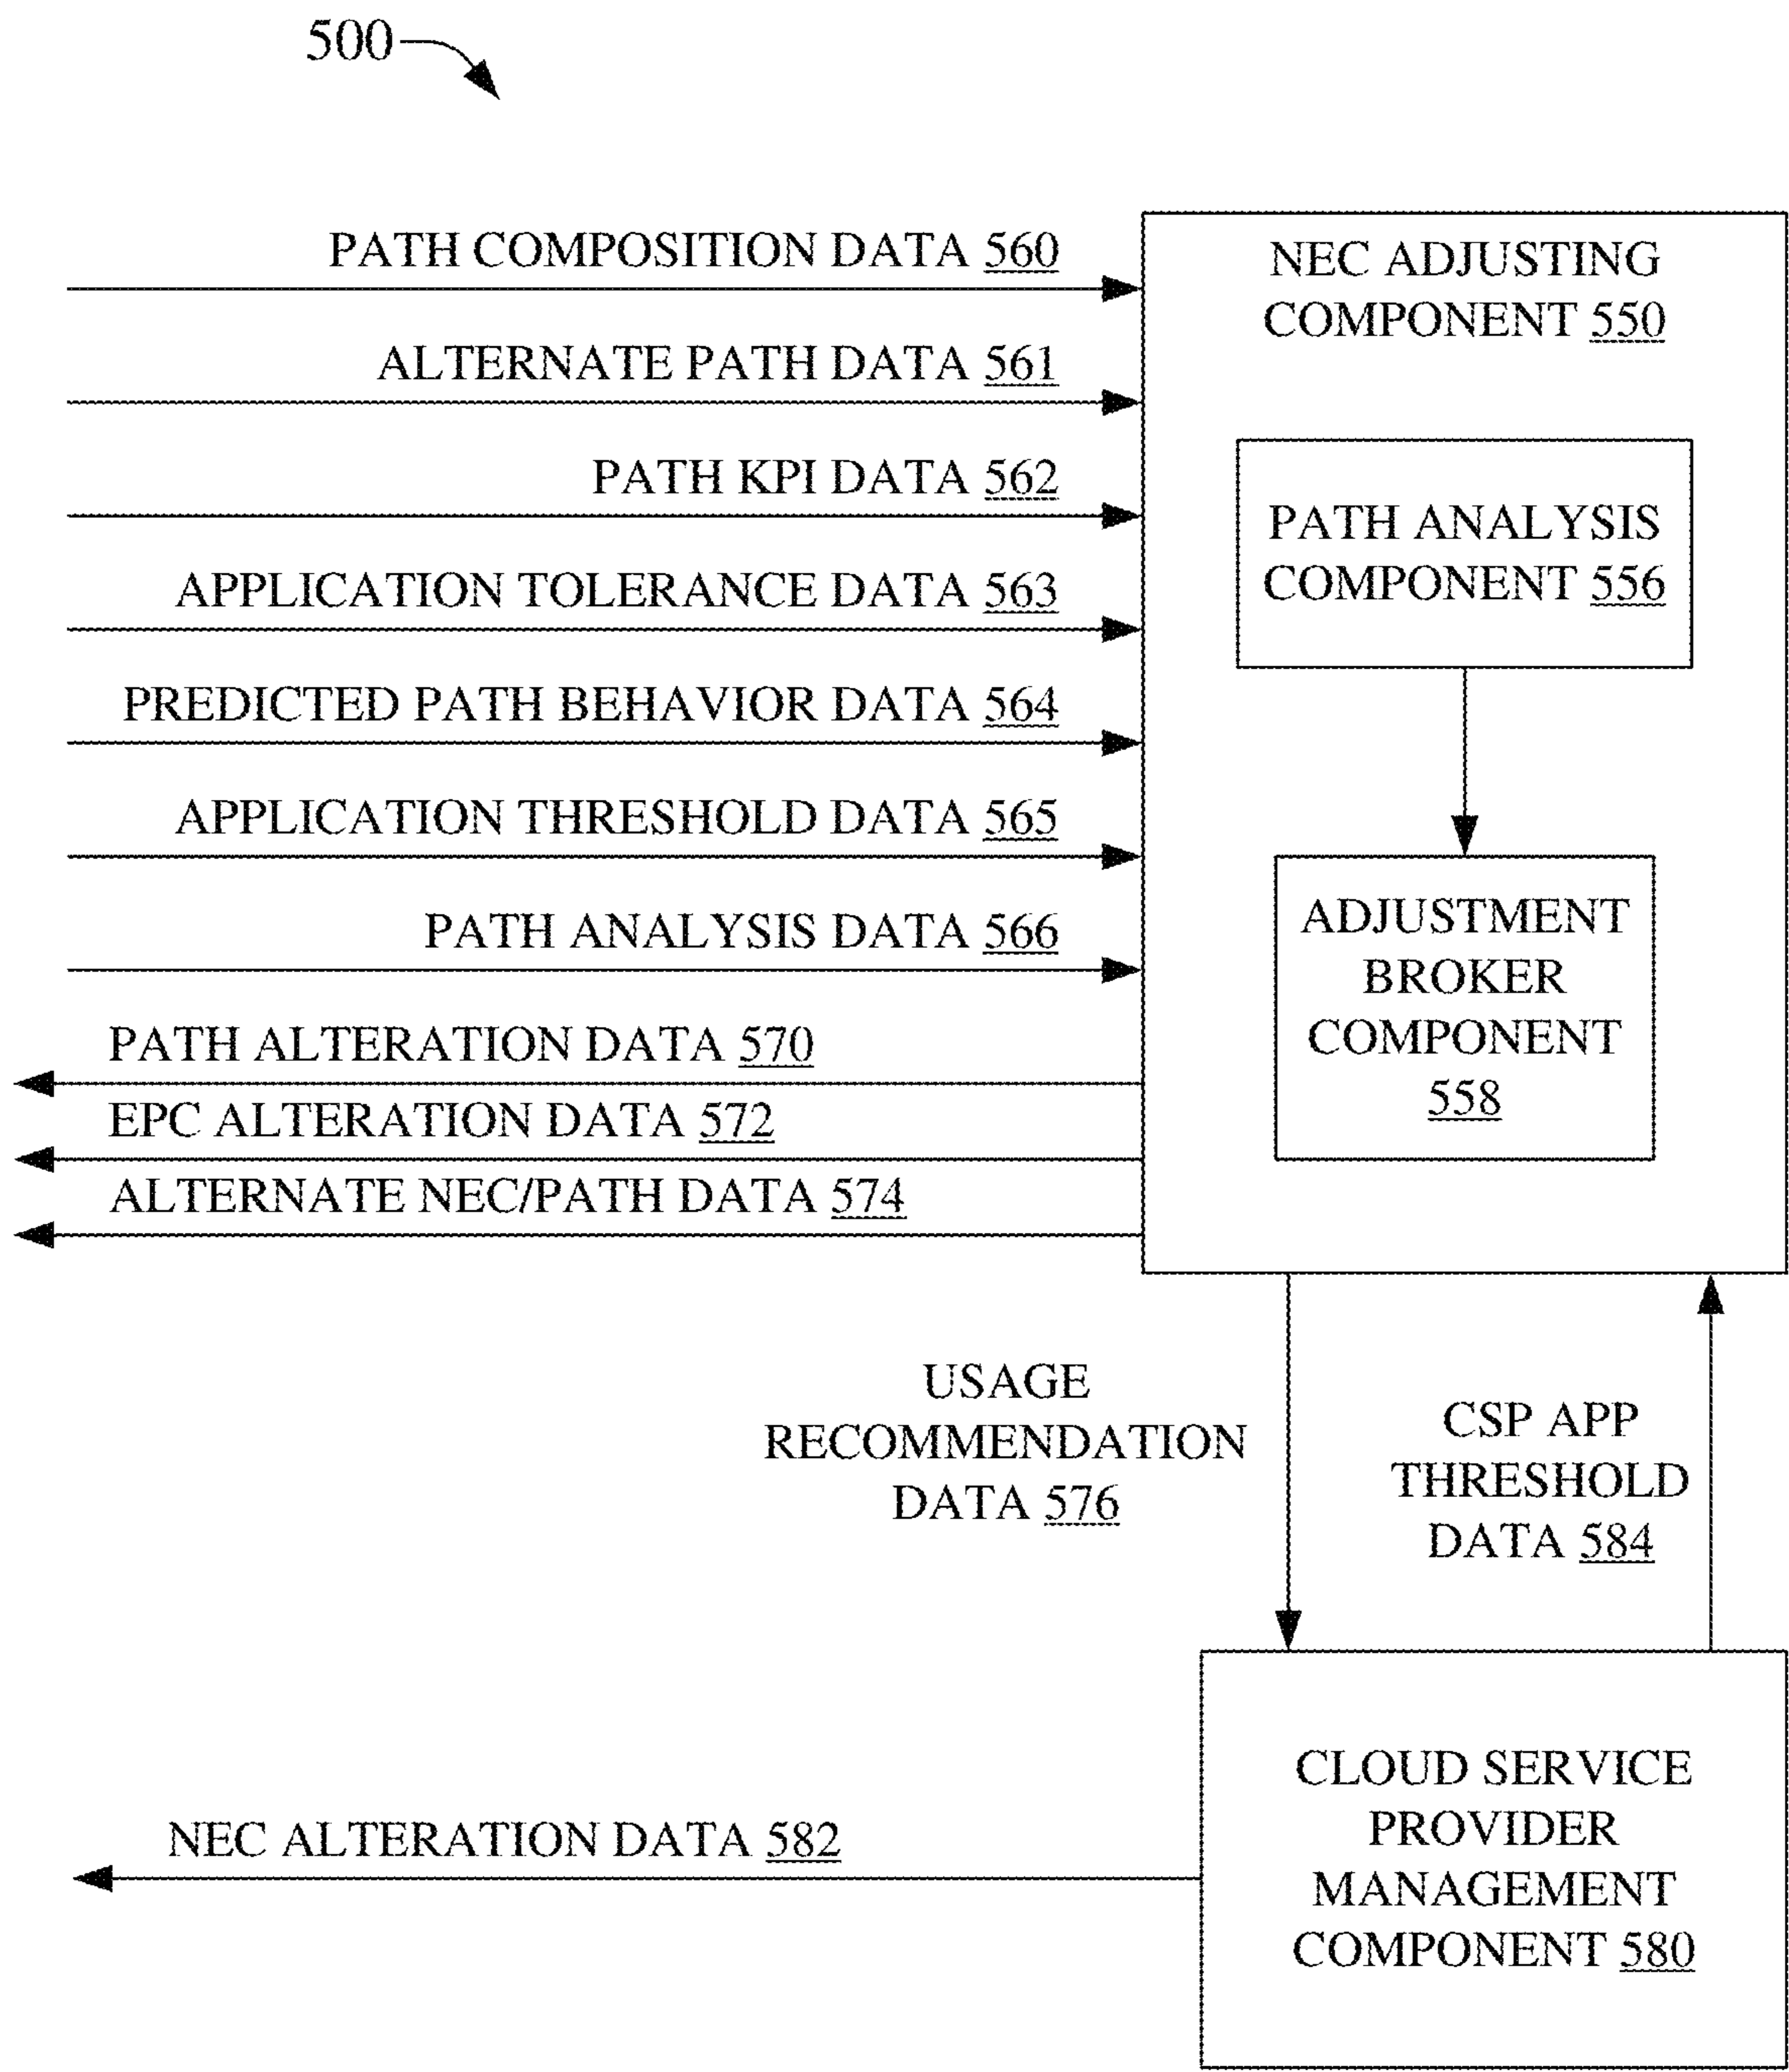 500
PATH COMPOSITION DATA 560
ALTERNATE PATH DATA 561
PATH KPI DATA 562
APPLICATION TOLERANCE DATA 563
PREDICTED PATH BEHAVIOR DATA 564
APPLICATION THRESHOLD DATA 565
PATH ANALYSIS DATA 566
PATH ALTERATION DATA 570
EPC ALTERATION DATA 572
ALTERNATE NEC/PATH DATA 574
NEC ADJUSTING
COMPONENT 550
PATH ANALYSIS
COMPONENT 556
ADJUSTMENT
BROKER
COMPONENT
558
USAGE
RECOMMENDATION
DATA 576
CSP APP
THRESHOLD
DATA 584
NEC ALTERATION DATA 582
CLOUD SERVICE
PROVIDER
MANAGEMENT
COMPONENT 580